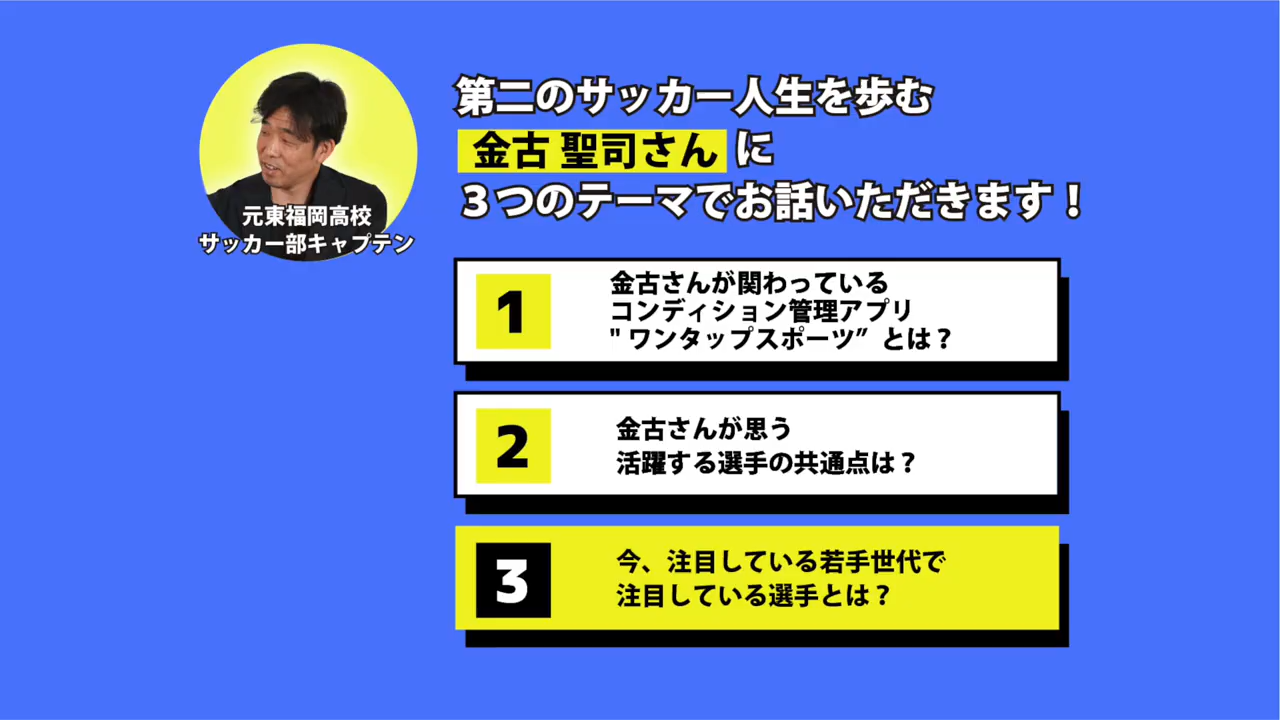 第二のサッカー人生を歩む
金古 聖司さん に
３つのテーマでお話いただきます！
元東福岡高校
サッカー部キャプテン
1
金古さんが関わっている
コンディション管理アプリ
"ワンタップスポーツ” とは？
2
金古さんが思う
活躍する選手の共通点は？
3
今、注目している若手世代で
注目している選手とは？